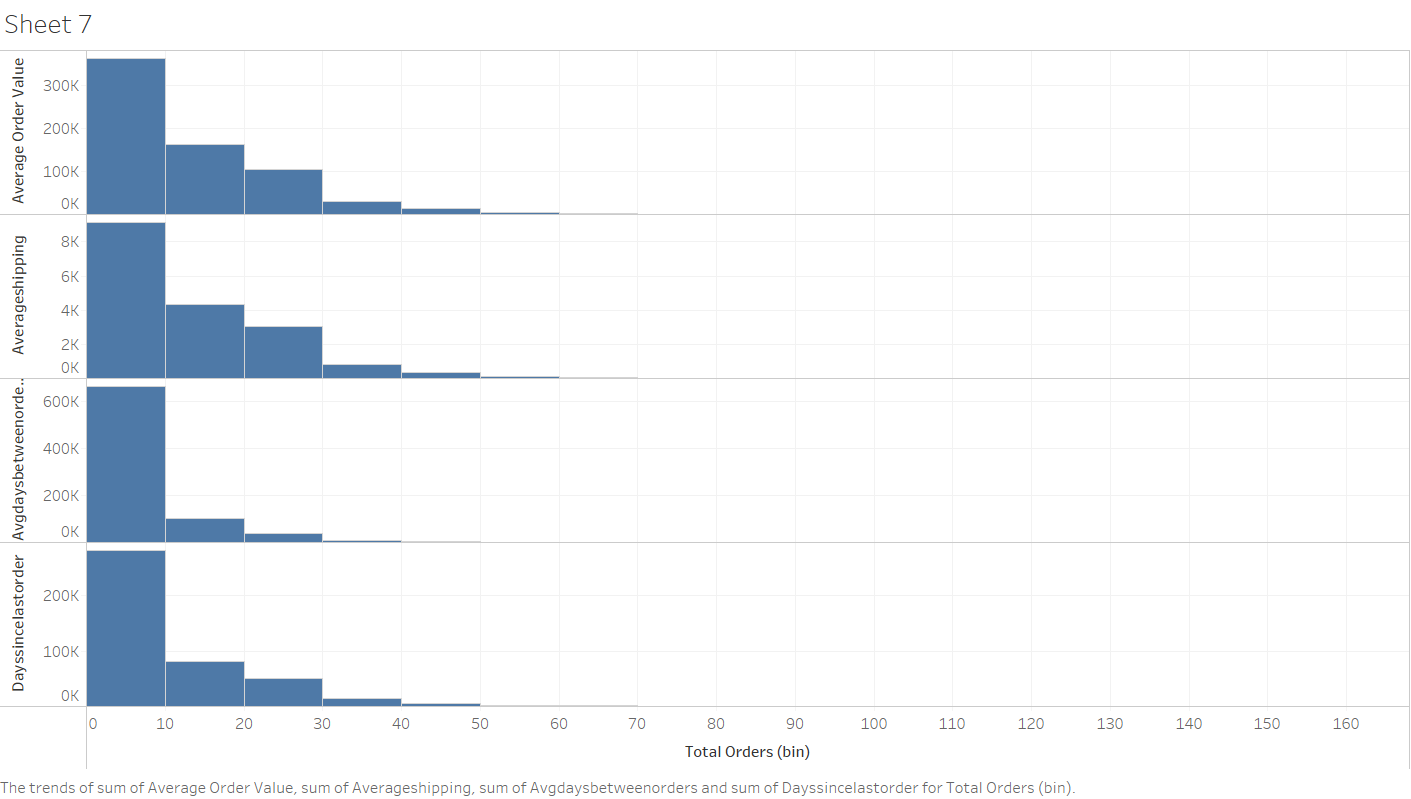 Sheet 7
Average Order Value
300K
200K
100K
0K
Averageshipping
8K
6K
4K
2K
0K
Avgdaysbetweenorde..
600K
400K
200K
0K
Dayssincelastorder
200K
100K
0K
0 10 20 30 40 50 60 70 80 90 100 110 120 130 140 150 160
Total Orders (bin)
The trends of sum of Average Order Value, sum of Averageshipping, sum of Avgdaysbetweenorders and sum of Dayssincelastorder for Total Orders (bin).